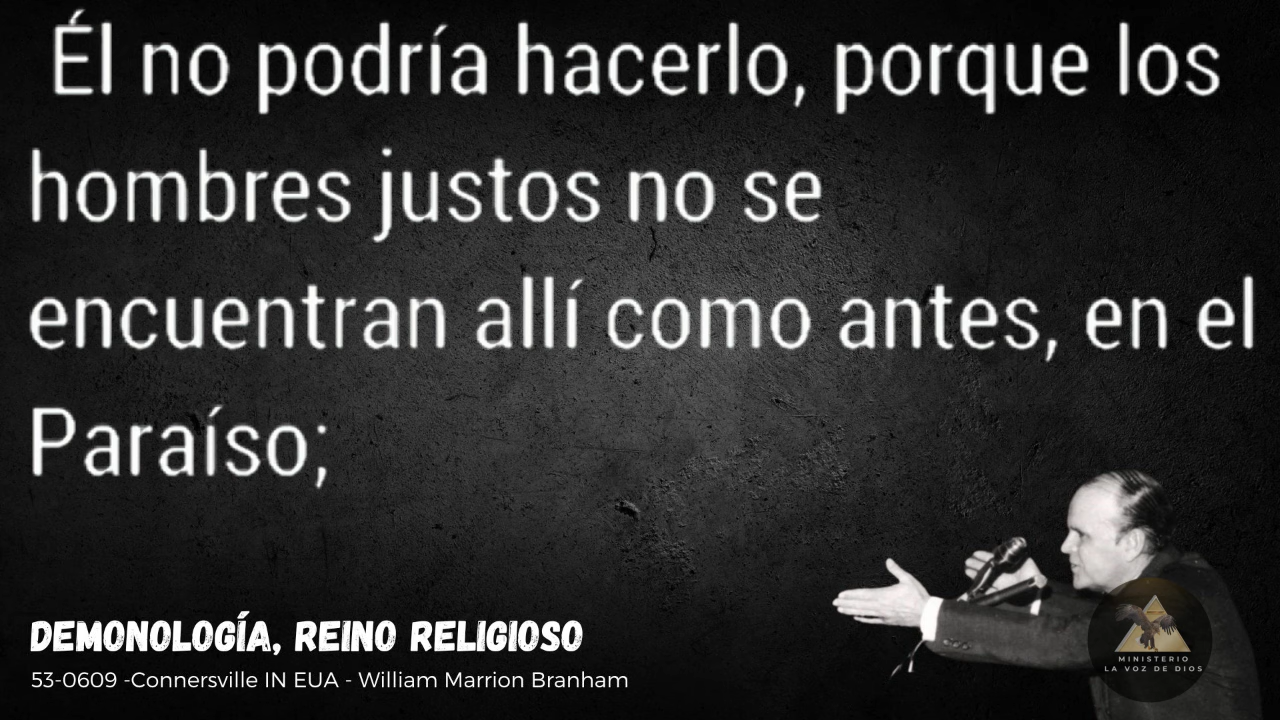 Él no podría hacerlo, porque los
hombres justos no se
encuentran allí como antes, en el
Paraíso;
DEMONOLOGÍA, REINO RELIGIOSO
53-0609 -Connersville IN EUA - William Marrion Branham
MINISTERIO
LA VOZ DE DIOS